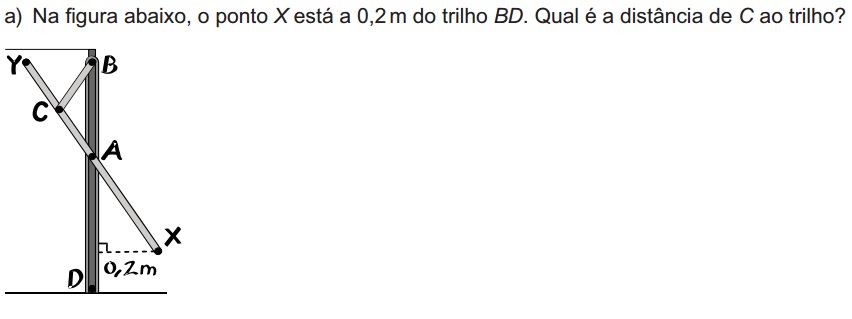 a) Na figura abaixo, o ponto X está a 0,2 m do trilho BD. Qual é a distância de C ao trilho?
Y
B
C
A
X
0,2m
D